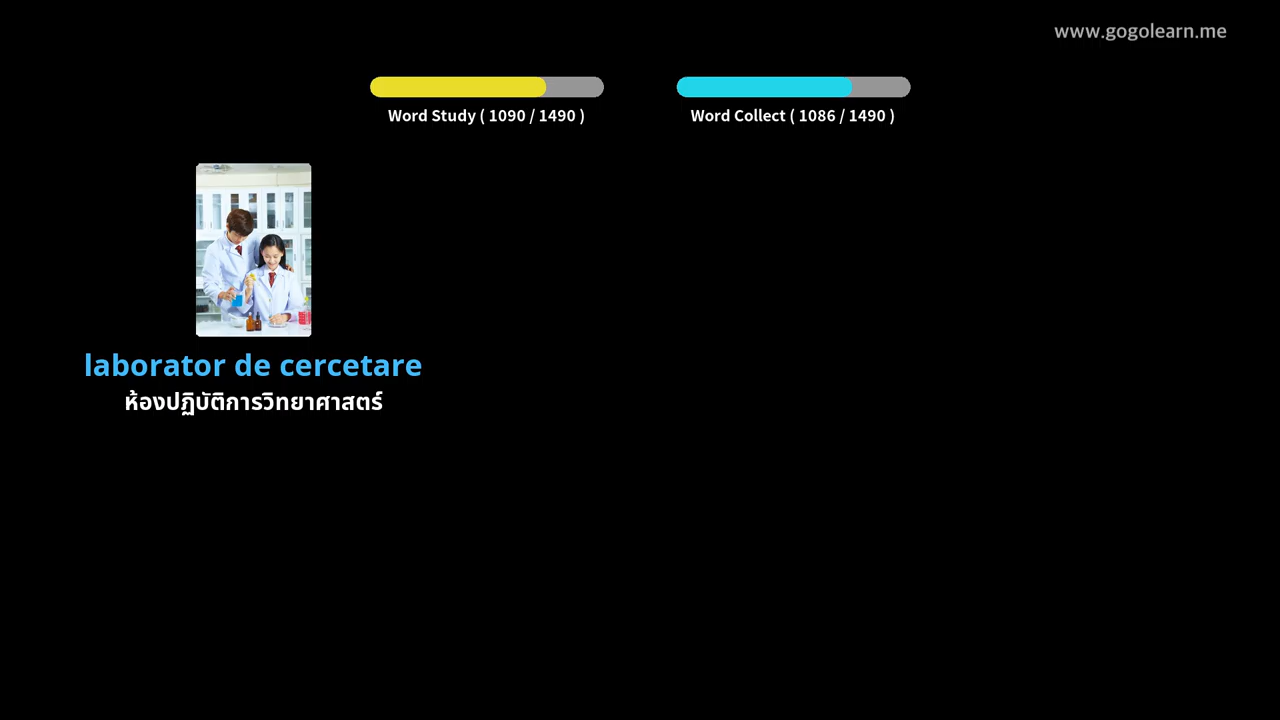 www.gogolearn.me
Word Study ( 1090 / 1490 )
Word Collect ( 1086 / 1490 )
laborator de cercetare
ห้องปฏิบัติการวิทยาศาสตร์